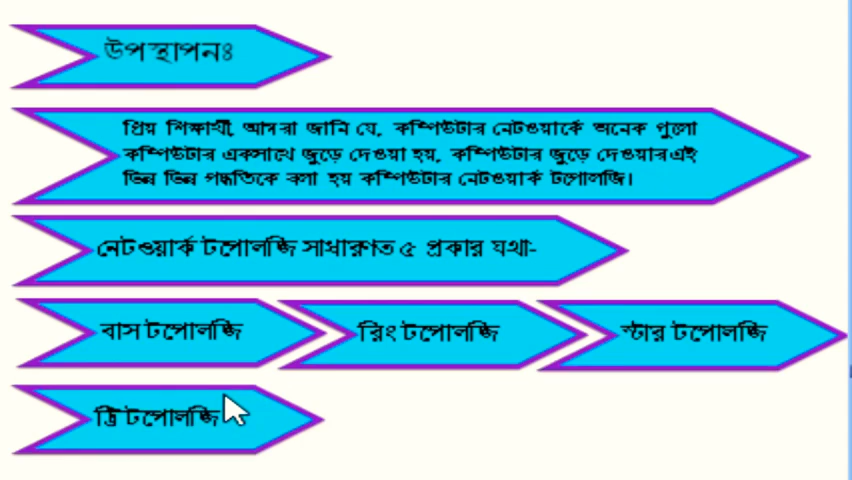 উপস্থাপনঃ
প্রিয় শিক্ষার্থী, আমরা জানি যে, কম্পিউটার নেটওয়ার্কে অনেক গুলো
কম্পিউটার একসাথে জুড়ে দেওয়া হয়, কম্পিউটার জুড়ে দেওয়ার এই
ভিন্ন ভিন্ন পদ্ধতিকে বলা হয় কম্পিউটার নেটওয়ার্ক টপোলজি।
নেটওয়ার্ক টপোলজি সাধারণত ৫ প্রকার যথা-
বাস টপোলজি
রিং টপোলজি
স্টার টপোলজি
ট্রি টপোলজি